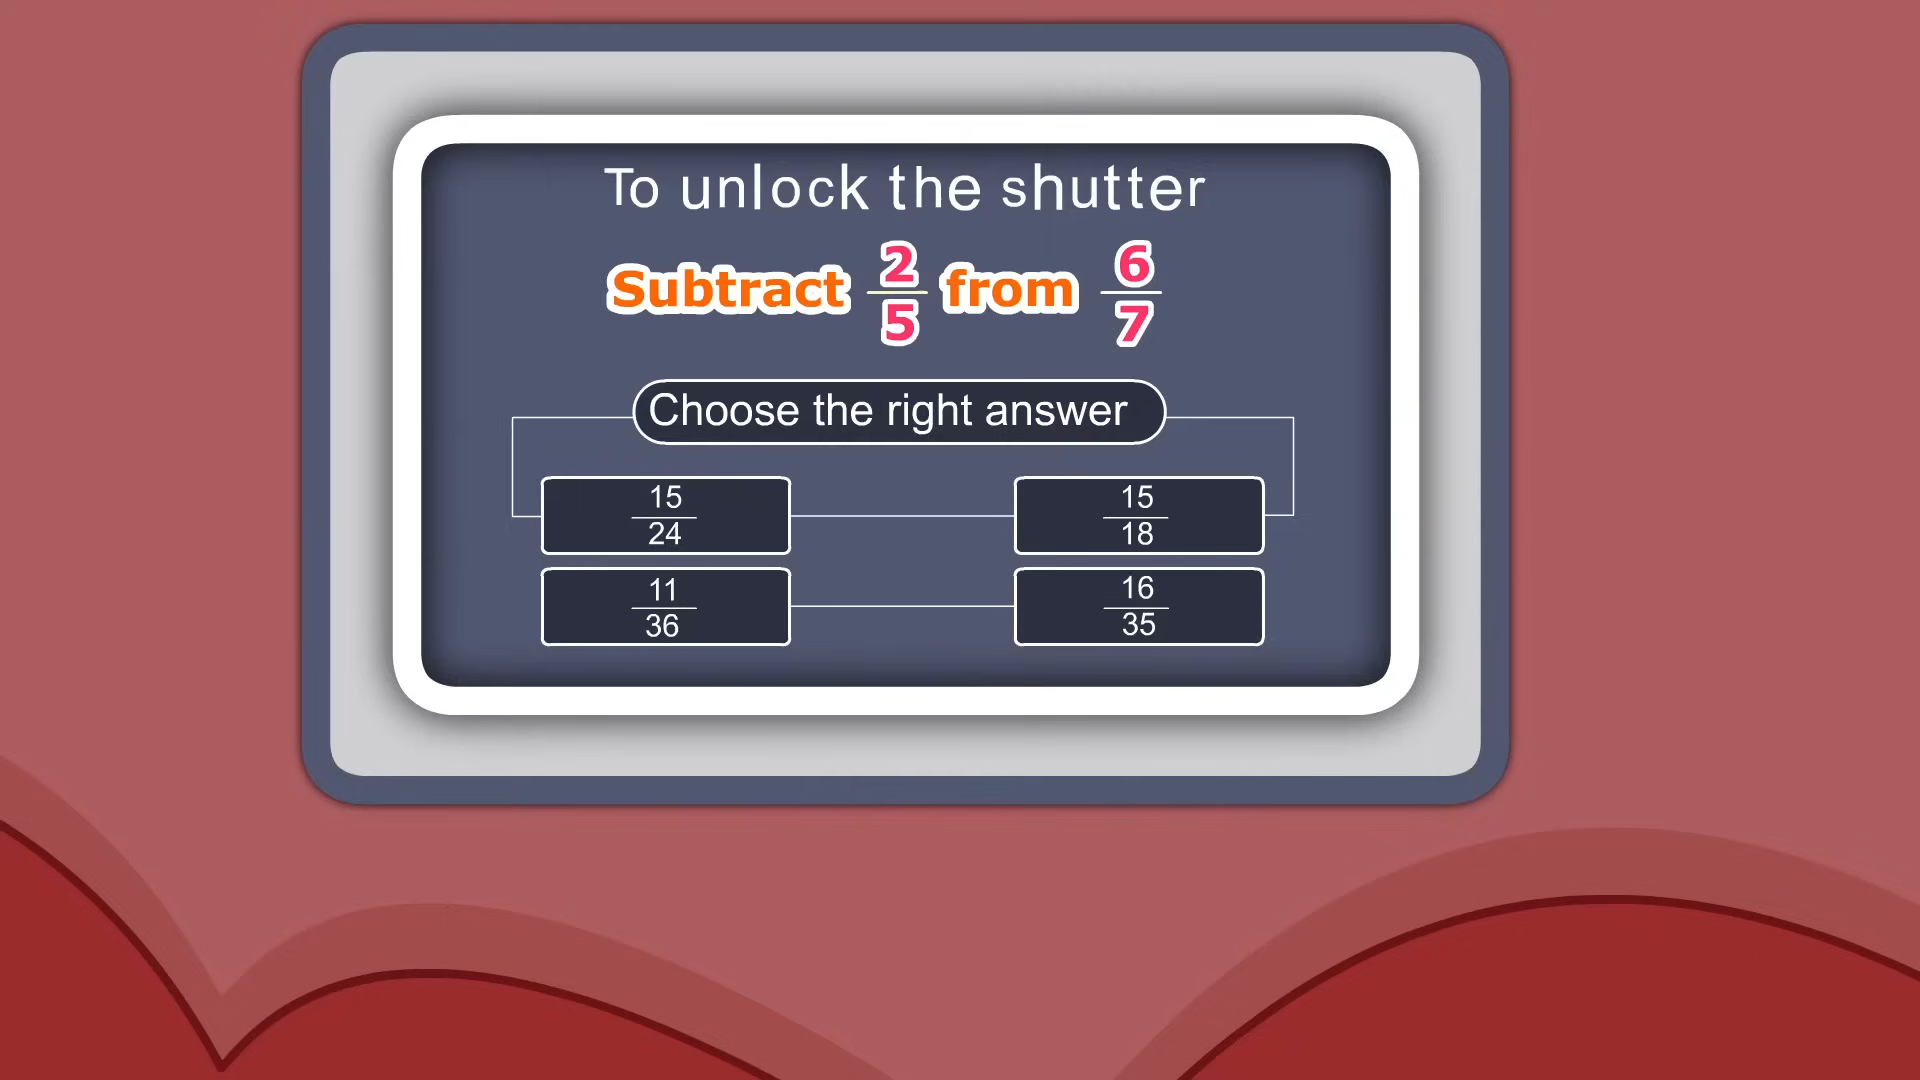 To unlock the shutter
Subtract 2/5 from 6/7
Choose the right answer
15/24 15/18
11/36 16/35